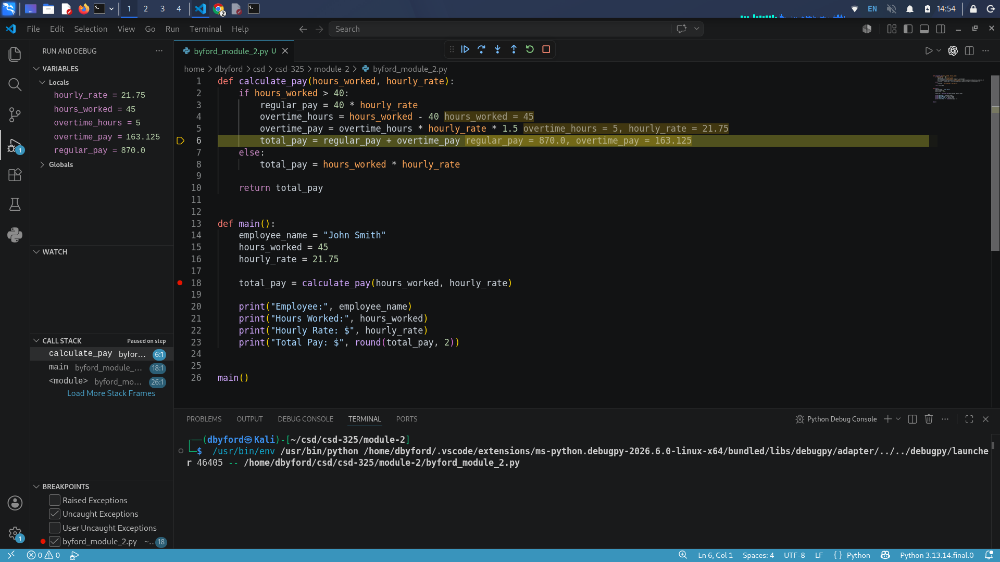 1
2
3
4
2
EN
14:54
File Edit Selection View Go Run Terminal Help
Search
RUN AND DEBUG
VARIABLES
Locals
hourly_rate = 21.75
hours_worked = 45
overtime_hours = 5
overtime_pay = 163.125
regular_pay = 870.0
Globals
WATCH
CALL STACK Paused on step
calculate_pay byfor... 6:1
main byford_module_... 18:1
<module> byford_mo... 26:1
Load More Stack Frames
BREAKPOINTS
Raised Exceptions
Uncaught Exceptions
User Uncaught Exceptions
byford_module_2.py ~.. 18
1
1
byford_module_2.py U
home > dbyford > csd > csd-325 > module-2 > byford_module_2.py
1 def calculate_pay(hours_worked, hourly_rate):
2 if hours_worked > 40:
3 regular_pay = 40 * hourly_rate
4 overtime_hours = hours_worked - 40 hours_worked = 45
5 overtime_pay = overtime_hours * hourly_rate * 1.5 overtime_hours = 5, hourly_rate = 21.75
6 total_pay = regular_pay + overtime_pay regular_pay = 870.0, overtime_pay = 163.125
7 else:
8 total_pay = hours_worked * hourly_rate
9
10 return total_pay
11
12
13 def main():
14 employee_name = "John Smith"
15 hours_worked = 45
16 hourly_rate = 21.75
17
18 total_pay = calculate_pay(hours_worked, hourly_rate)
19
20 print("Employee:", employee_name)
21 print("Hours Worked:", hours_worked)
22 print("Hourly Rate: $", hourly_rate)
23 print("Total Pay: $", round(total_pay, 2))
24
25
26 main()
PROBLEMS OUTPUT DEBUG CONSOLE TERMINAL PORTS
Python Debug Console
┌──(dbyford㉿Kali)-[~/csd/csd-325/module-2]
└─$ /usr/bin/env /usr/bin/python /home/dbyford/.vscode/extensions/ms-python.debugpy-2026.6.0-linux-x64/bundled/libs/debugpy/adapter/../../debugpy/launche
r 46405 -- /home/dbyford/csd/csd-325/module-2/byford_module_2.py
0 0
Ln 6, Col 1 Spaces: 4 UTF-8 LF { } Python Python 3.13.14.final.0